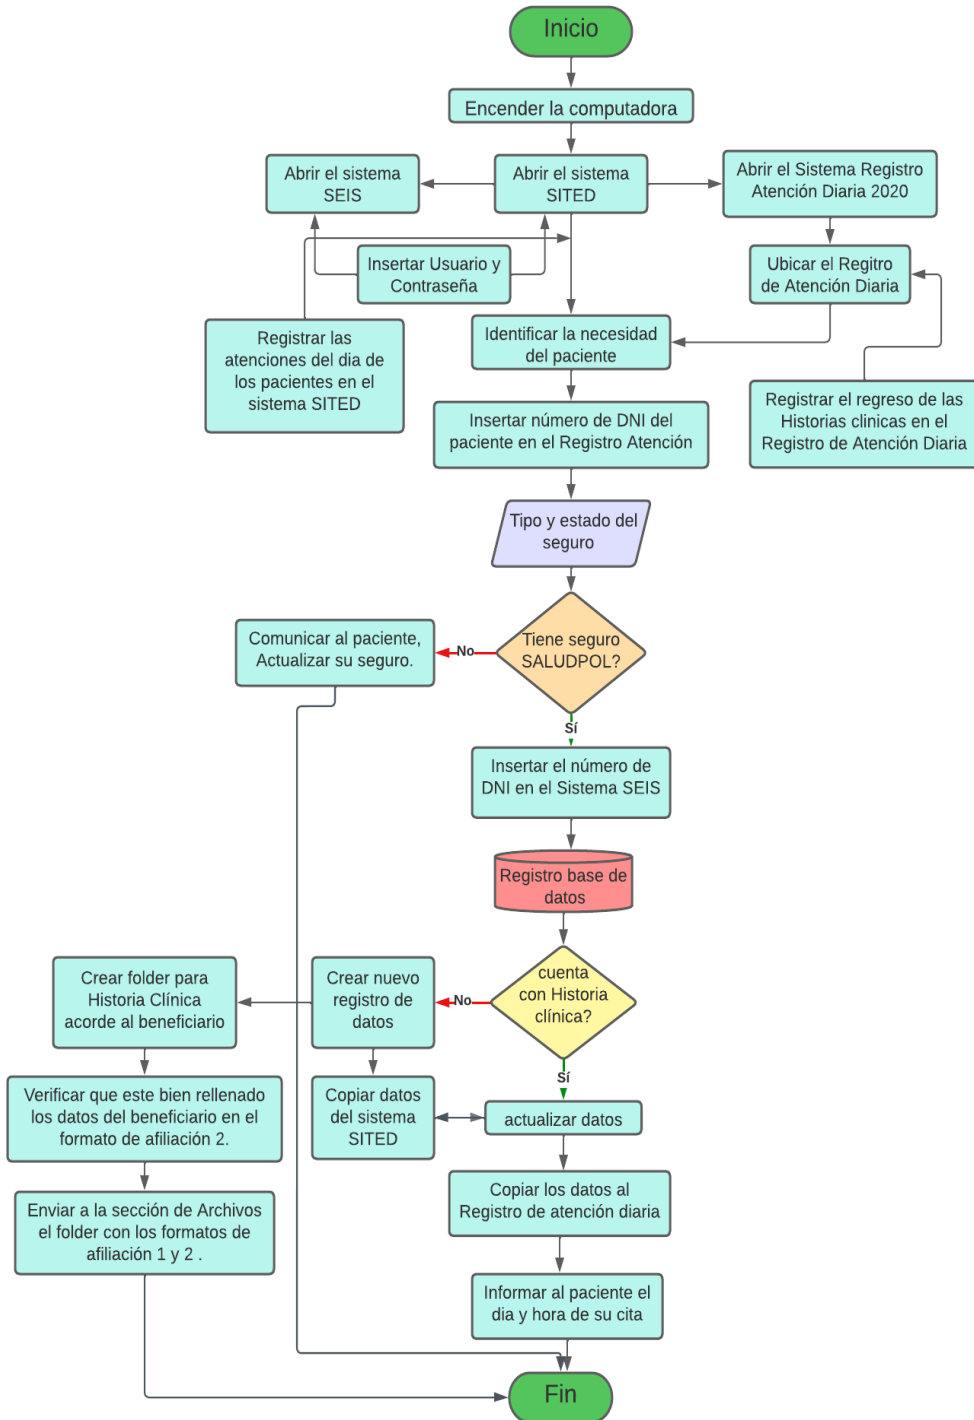 Inicio
Encender la computadora
Abrir el sistema
SEIS
Abrir el sistema
SITED
Abrir el Sistema Registro
Atención Diaria 2020
Insertar Usuario y
Contraseña
Ubicar el Regitro
de Atención Diaria
Registrar las
atenciones del dia de
los pacientes en el
sistema SITED
Identificar la necesidad
del paciente
Registrar el regreso de las
Historias clinicas en el
Registro de Atención Diaria
Insertar número de DNI del
paciente en el Registro Atención
Tipo y estado del
seguro
Tiene seguro
SALUDPOL?
No
Comunicar al paciente,
Actualizar su seguro.
Sí
Insertar el número de
DNI en el Sistema SEIS
Registro base de
datos
cuenta
con Historia
clínica?
No
Crear nuevo
registro de
datos
Crear folder para
Historia Clínica
acorde al beneficiario
Sí
Verificar que este bien rellenado
los datos del beneficiario en el
formato de afiliación 2.
Copiar datos
del sistema
SITED
actualizar datos
Enviar a la sección de Archivos
el folder con los formatos de
afiliación 1 y 2 .
Copiar los datos al
Registro de atención diaria
Informar al paciente el
dia y hora de su cita
Fin